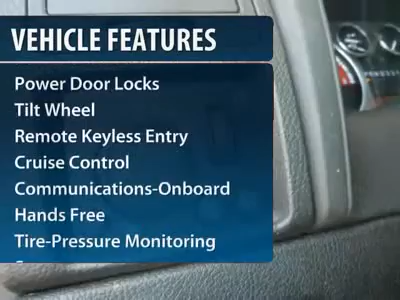 VEHICLE FEATURES
Power Door Locks
Tilt Wheel
Remote Keyless Entry
Cruise Control
Communications-Onboard
Hands Free
Tire-Pressure Monitoring